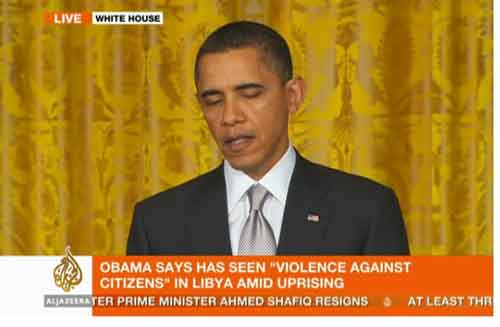 LIVE WHITE HOUSE
OBAMA SAYS HAS SEEN "VIOLENCE AGAINST
CITIZENS" IN LIBYA AMID UPRISING
ALJAZEERA TER PRIME MINISTER AHMED SHAFIQ RESIGNS AT LEAST THR